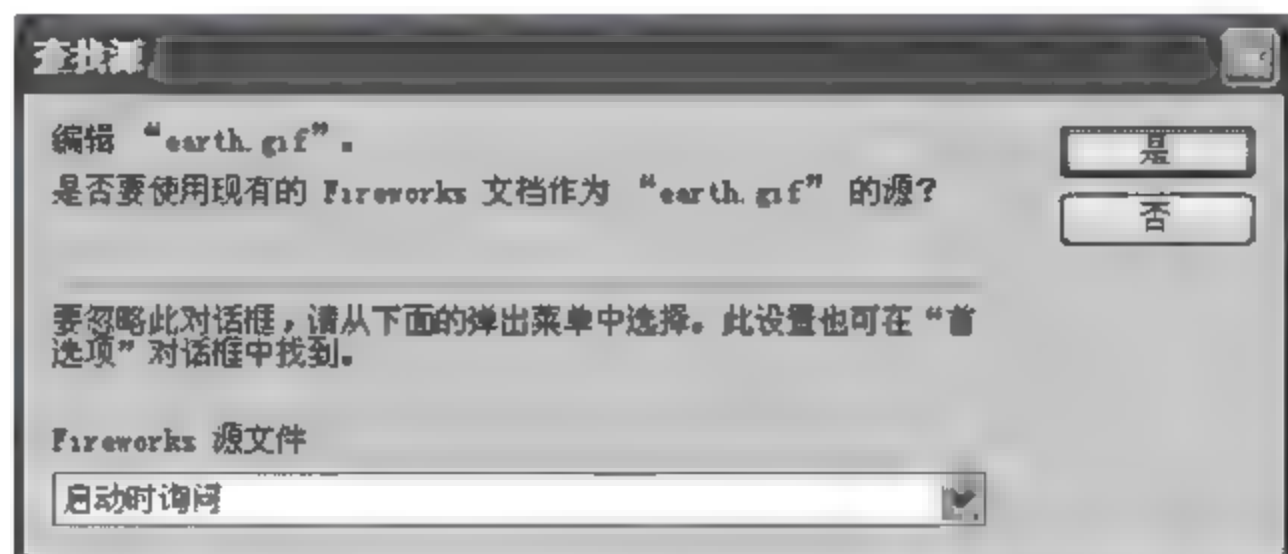 查找源
编辑 “earth.gif”。
是否要使用现有的 Fireworks 文档作为 “earth.gif” 的源?
是
否
要忽略此对话框，请从下面的弹出菜单中选择。此设置也可在“首
选项”对话框中找到。
Fireworks 源文件
启动时询问